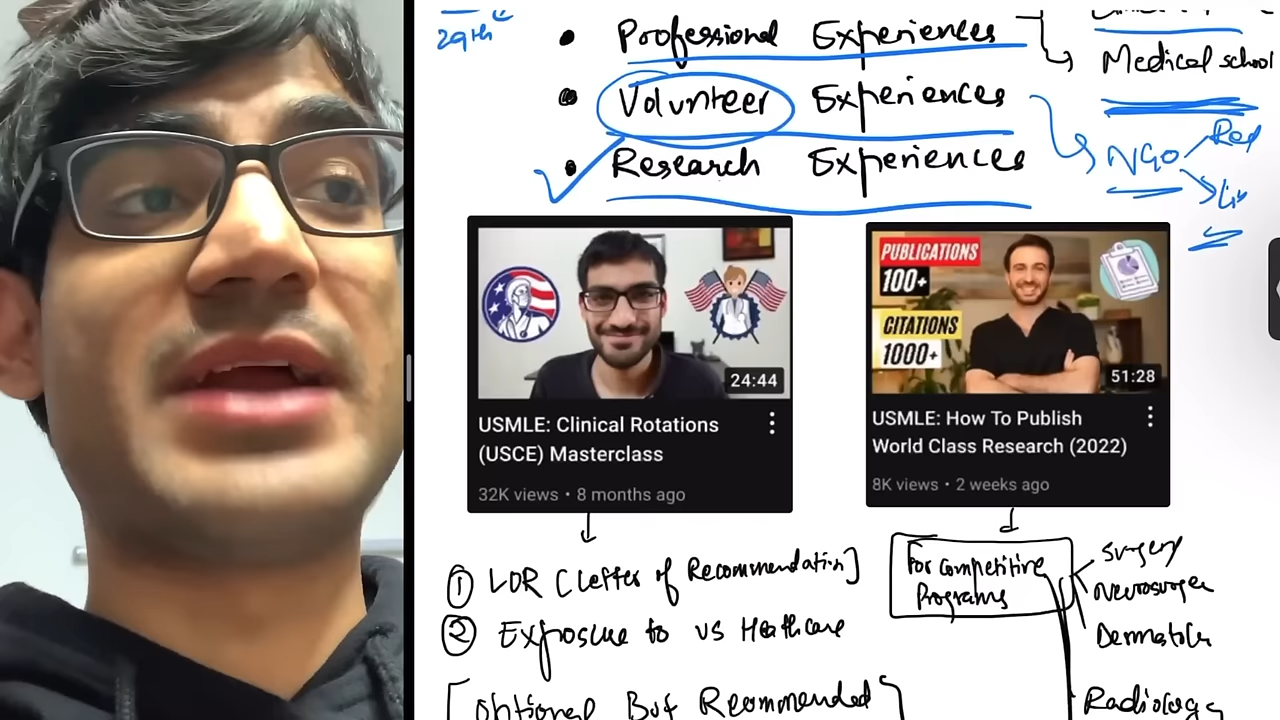 29th
• Professional Experiences
Medical school
• Volunteer Experiences
NGO
Red
• Research Experiences
PUBLICATIONS
100+
CITATIONS
1000+
24:44
51:28
USMLE: Clinical Rotations
(USCE) Masterclass
32K views • 8 months ago
USMLE: How To Publish
World Class Research (2022)
8K views • 2 weeks ago
① LOR (Letter of Recommendation]
② Exposure to US Healthcare
[Optional But Recommended
For Competitive
Programs
Surgery
Radiology